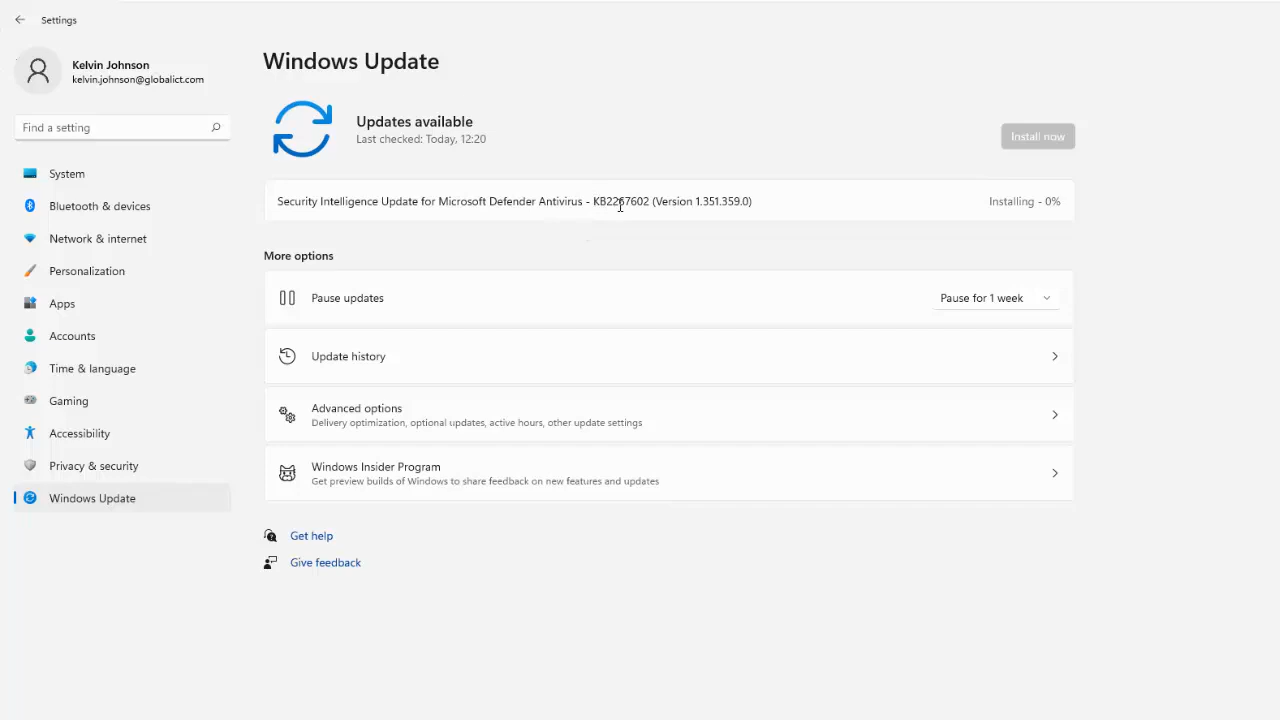 Settings
Kelvin Johnson
kelvin.johnson@globalict.com
Find a setting
System
Bluetooth & devices
Network & internet
Personalization
Apps
Accounts
Time & language
Gaming
Accessibility
Privacy & security
Windows Update
Windows Update
Updates available
Last checked: Today, 12:20
Install now
Security Intelligence Update for Microsoft Defender Antivirus - KB2267602 (Version 1.351.359.0)
Installing - 0%
More options
Pause updates
Pause for 1 week
Update history
Advanced options
Delivery optimization, optional updates, active hours, other update settings
Windows Insider Program
Get preview builds of Windows to share feedback on new features and updates
Get help
Give feedback